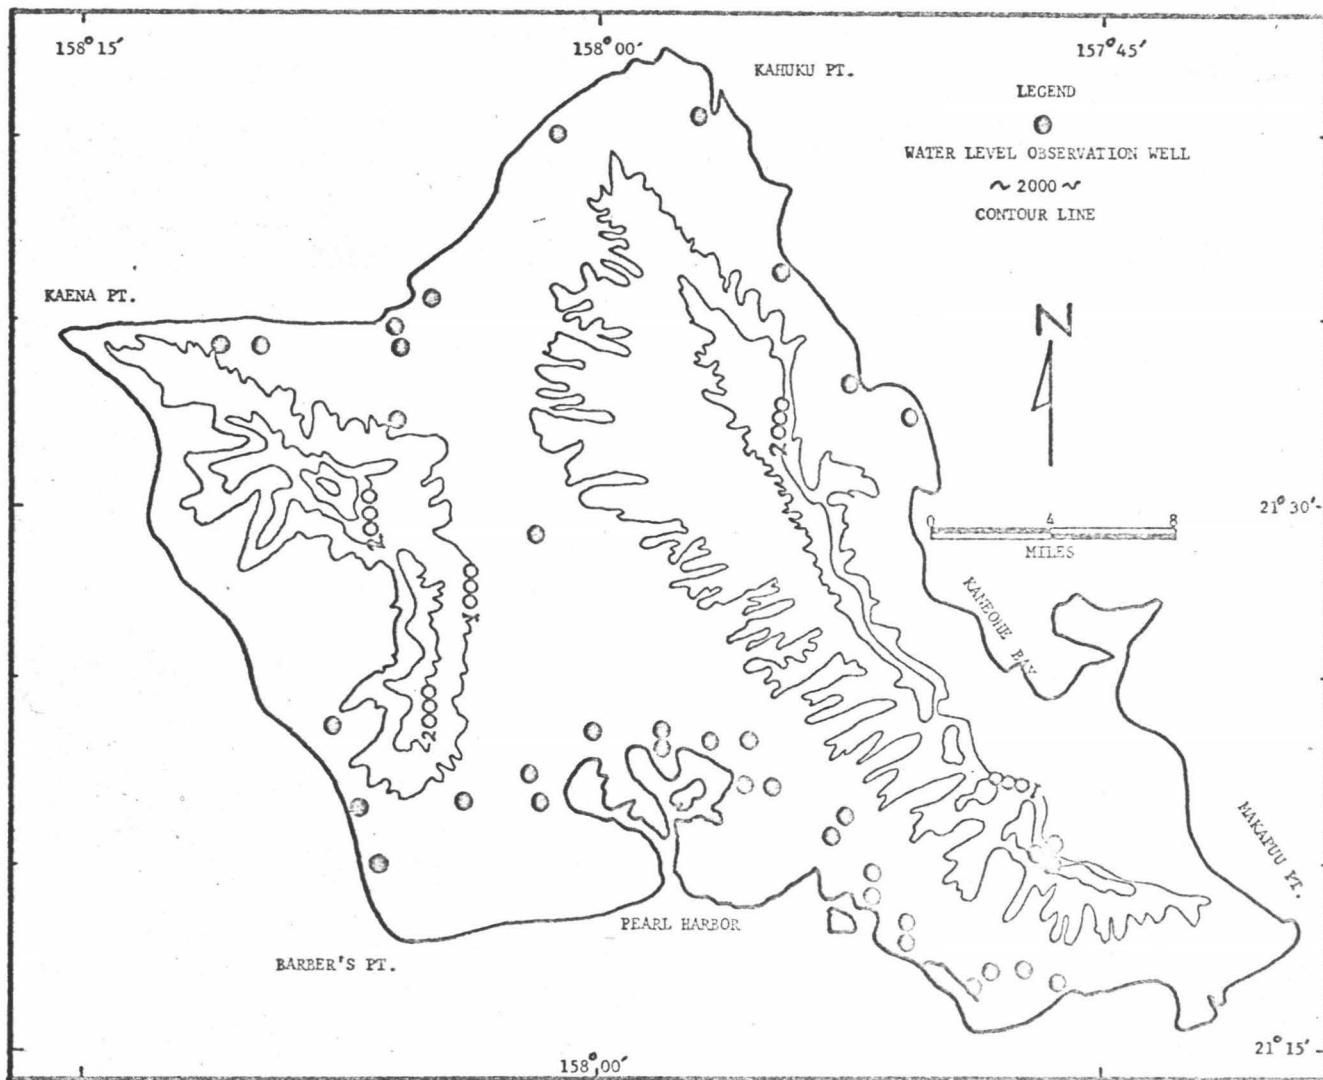 158° 15′
158° 00′
157° 45′
KAHUKU PT.
LEGEND
WATER LEVEL OBSERVATION WELL
~ 2000 ~
CONTOUR LINE
KAENA PT.
N
2000
21° 30′
0 4 8
MILES
2000
1000
KANEOHE BAY
2000
1000
MAKAPUU PT.
PEARL HARBOR
BARBER'S PT.
158° 00′
21° 15′